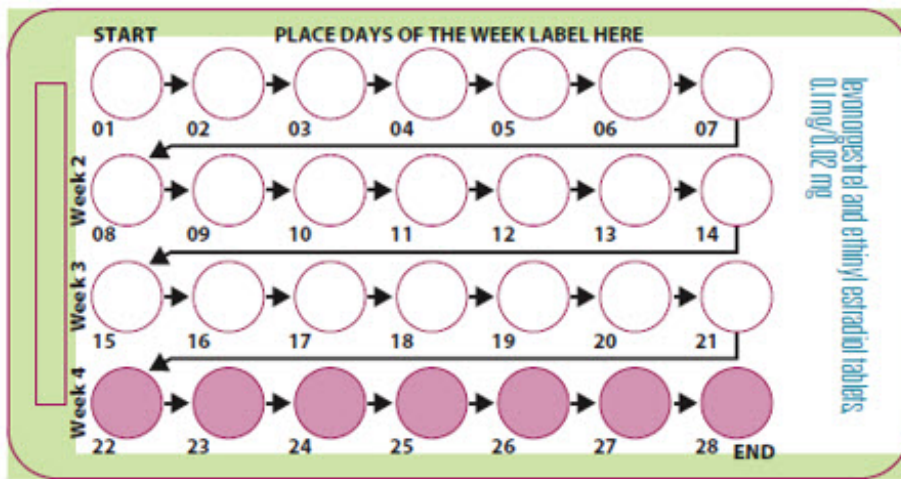 START PLACE DAYS OF THE WEEK LABEL HERE
01 02 03 04 05 06 07
Week 2
08 09 10 11 12 13 14
Week 3
15 16 17 18 19 20 21
Week 4
22 23 24 25 26 27 28 END
levonorgestrel and ethinyl estradiol tablets
0.1 mg/0.02 mg